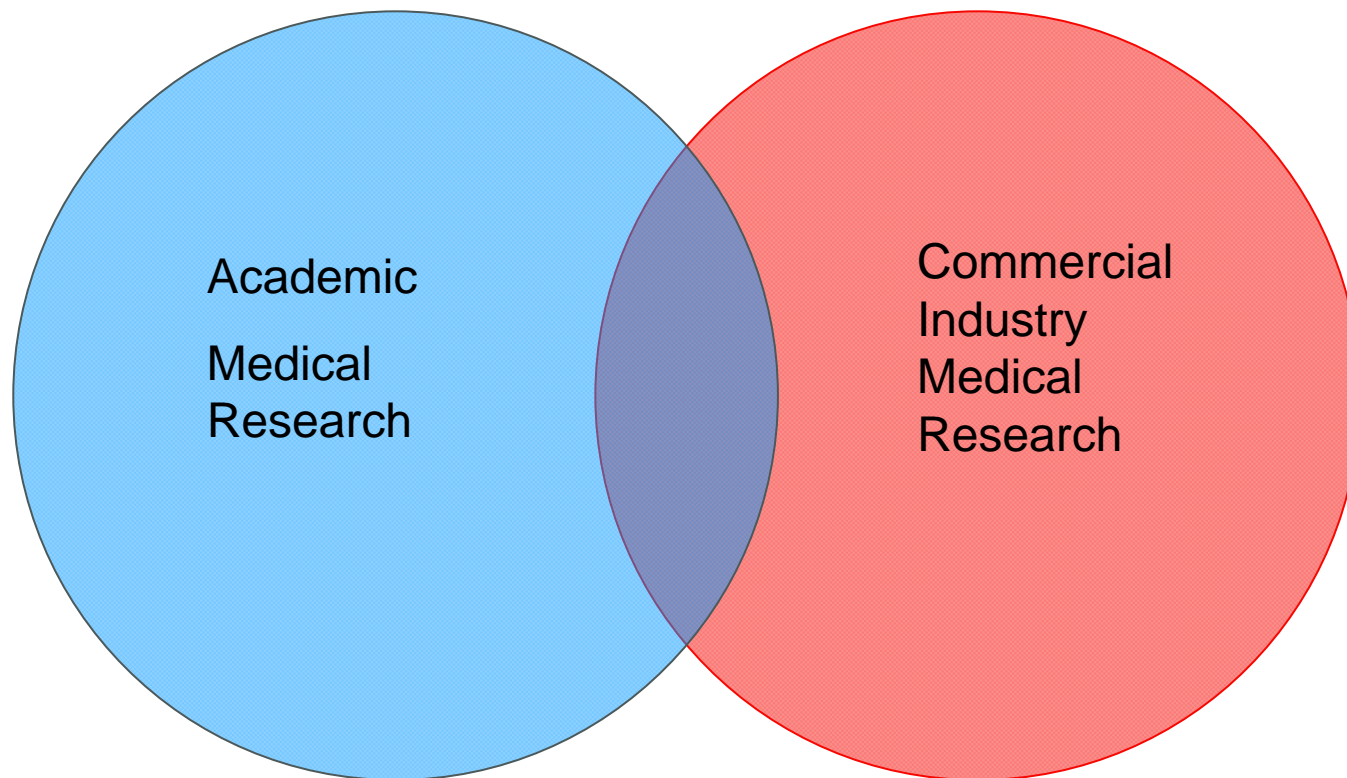 Academic
Medical
Research
Commercial
Industry
Medical
Research